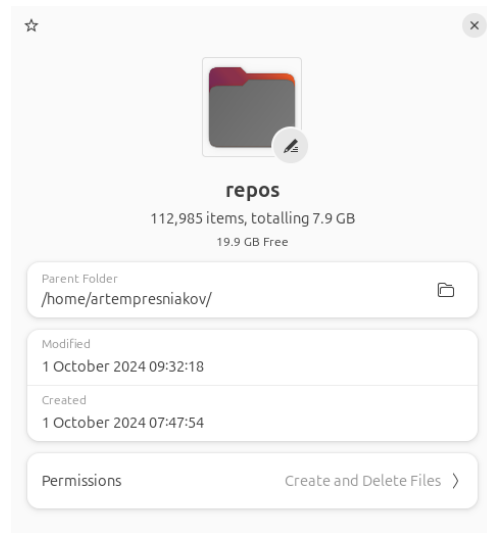 repos
112,985 items, totalling 7.9 GB
19.9 GB Free
Parent Folder
/home/artempresniakov/
Modified
1 October 2024 09:32:18
Created
1 October 2024 07:47:54
Permissions
Create and Delete Files